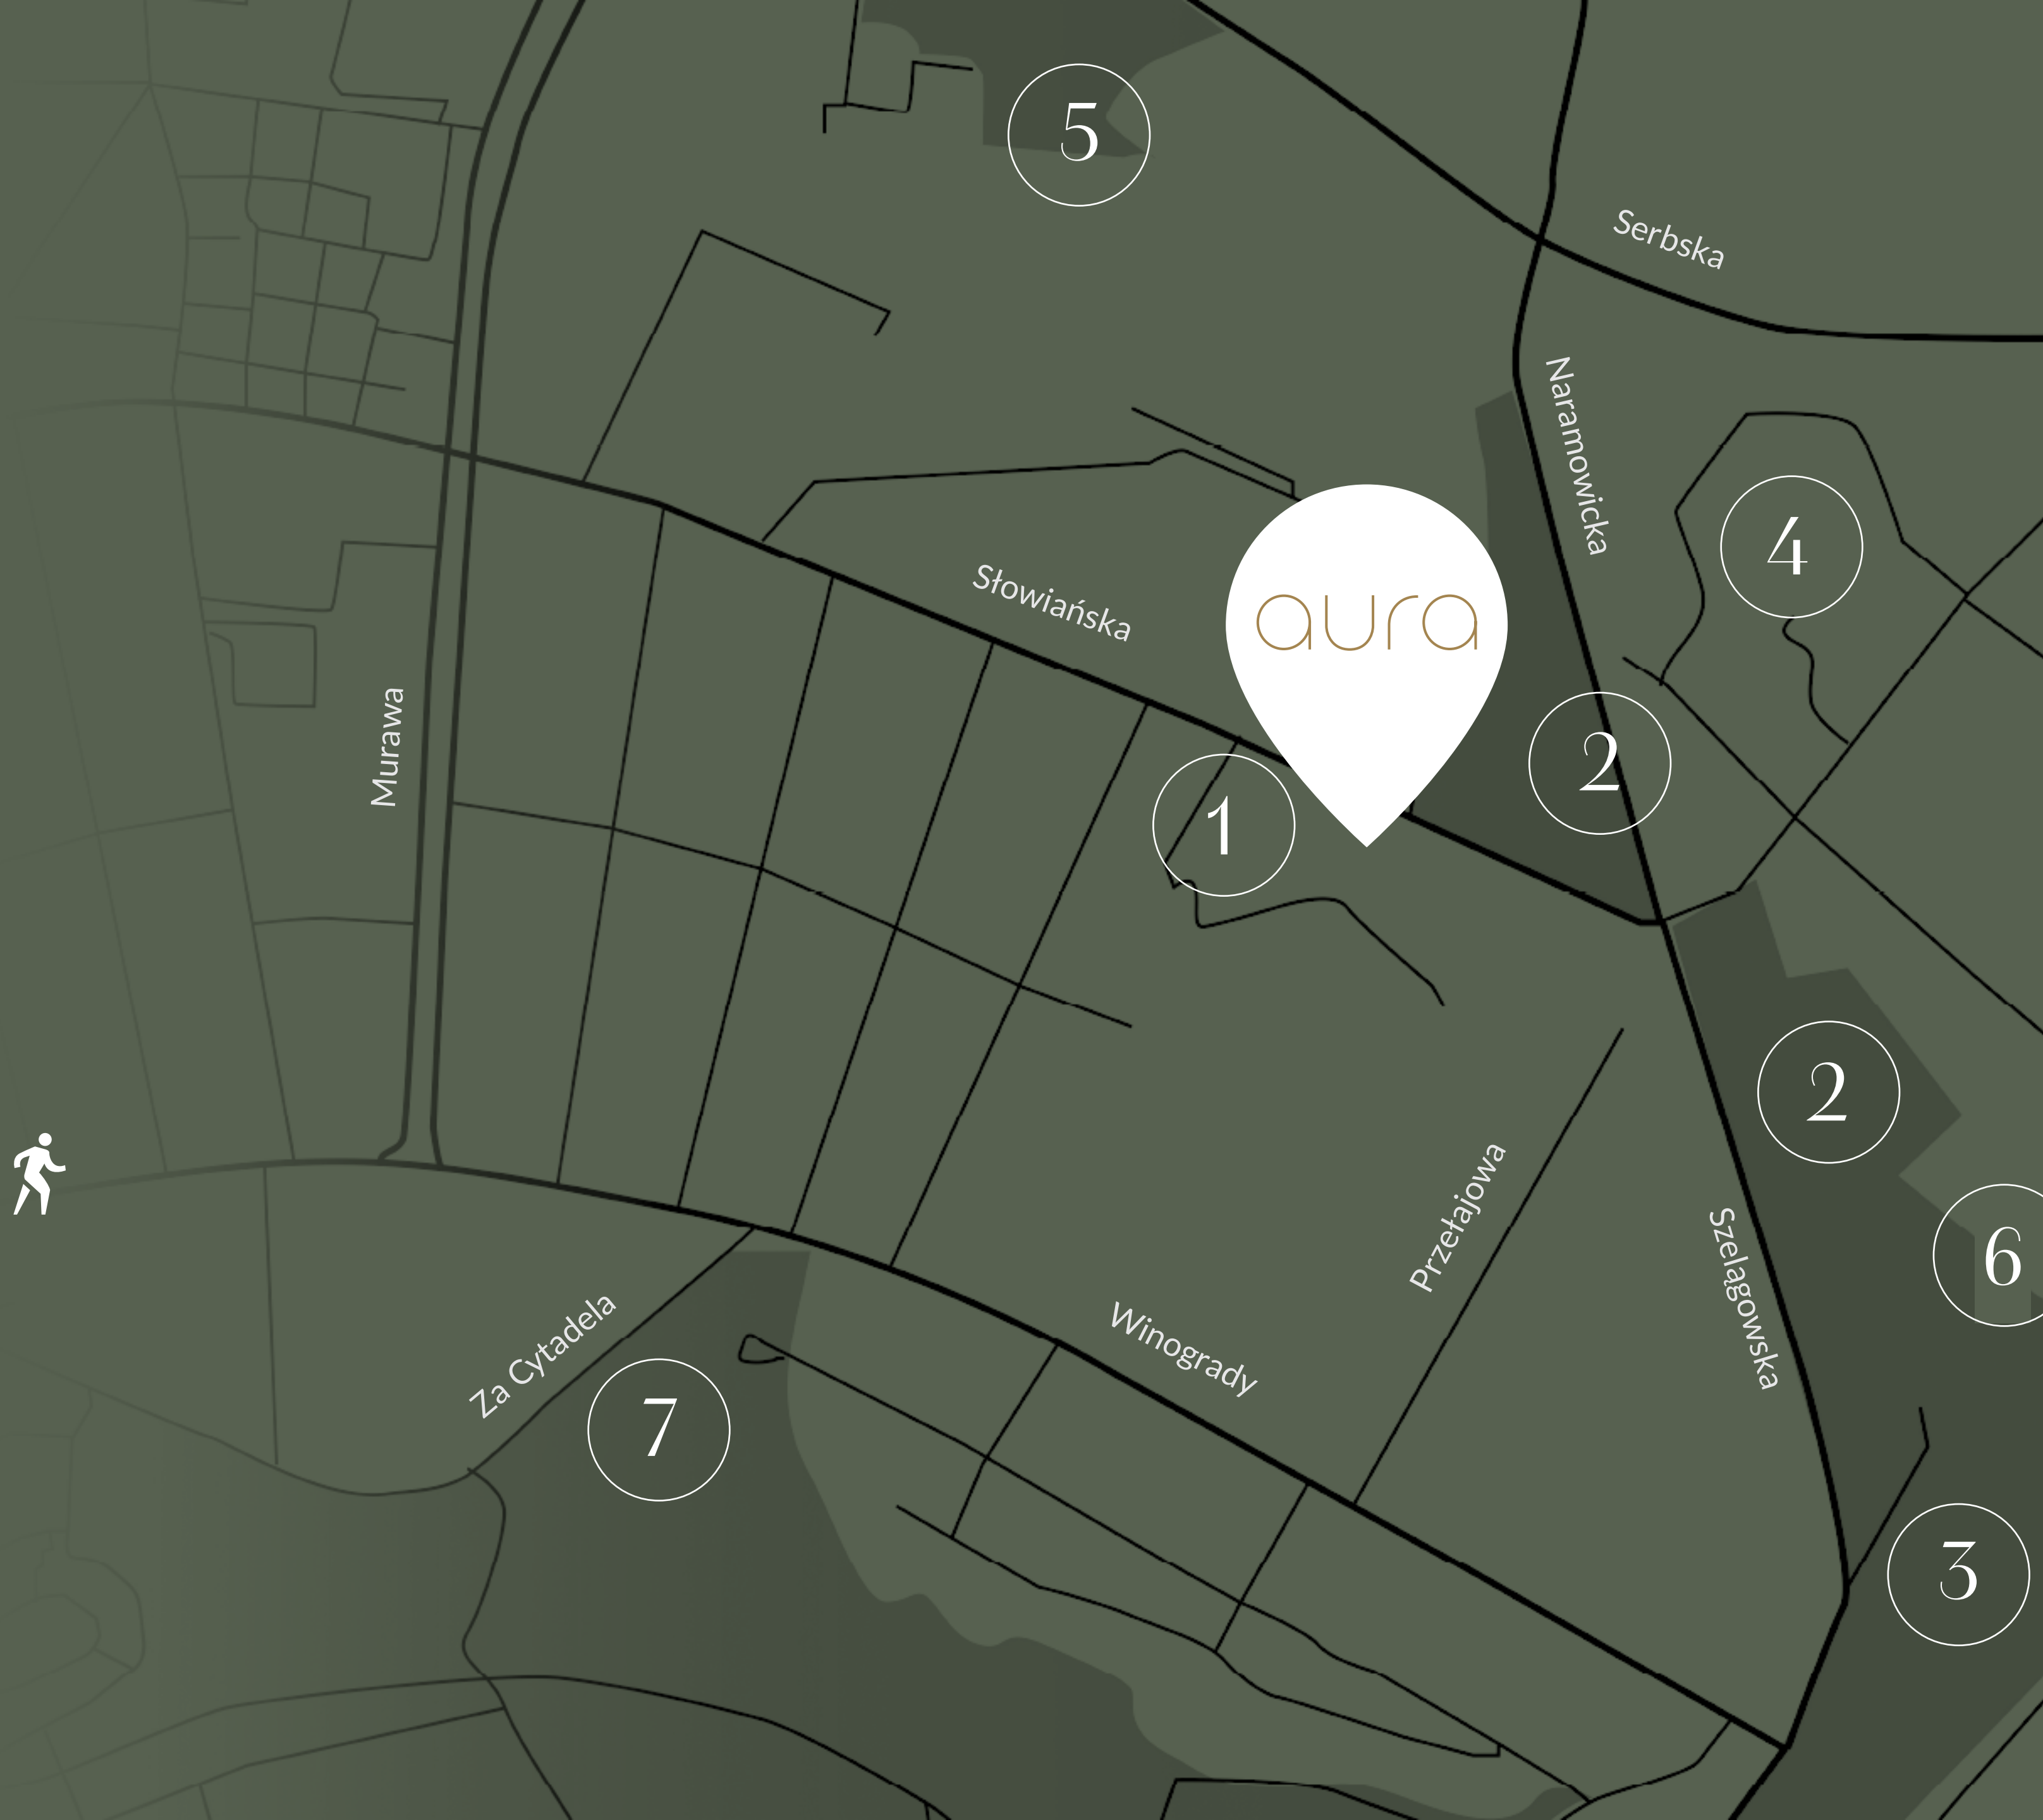 5
Serbska
Naramowicka
4
Słowiańska
aura
Murawa
2
1
2
Przełajowa
Szelągowska
6
Za Cytadela
Winogrady
7
3